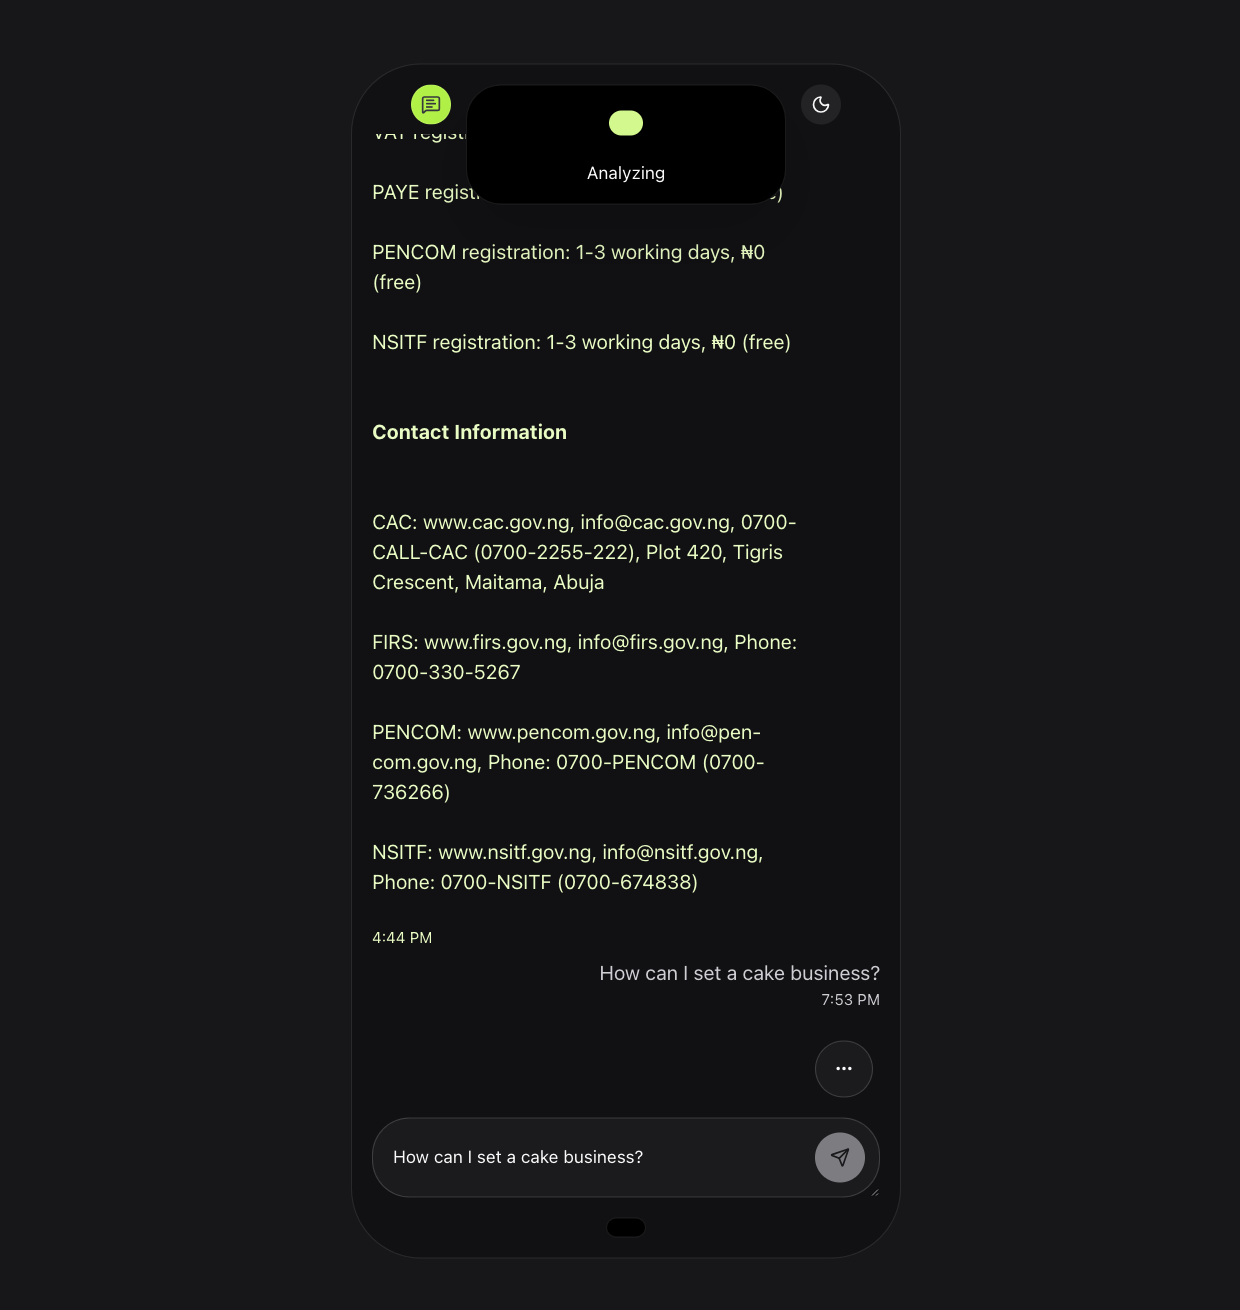 Analyzing
VAT regist
PAYE regist )
PENCOM registration: 1-3 working days, ₦0
(free)
NSITF registration: 1-3 working days, ₦0 (free)
Contact Information
CAC: www.cac.gov.ng, info@cac.gov.ng, 0700-
CALL-CAC (0700-2255-222), Plot 420, Tigris
Crescent, Maitama, Abuja
FIRS: www.firs.gov.ng, info@firs.gov.ng, Phone:
0700-330-5267
PENCOM: www.pencom.gov.ng, info@pen-
com.gov.ng, Phone: 0700-PENCOM (0700-
736266)
NSITF: www.nsitf.gov.ng, info@nsitf.gov.ng,
Phone: 0700-NSITF (0700-674838)
4:44 PM
How can I set a cake business?
7:53 PM
How can I set a cake business?